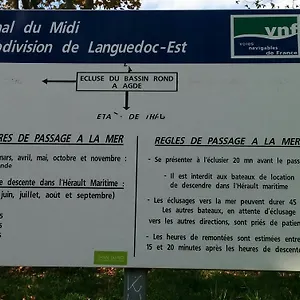 nal du Midi
bdivision de Languedoc-Est
vnf
voies
navigables
de France
ECLUSE DU BASSIN ROND
A AGDE
RES DE PASSAGE A LA MER
mars, avril, mai, octobre et novembre :
ande
e descente dans l'Hérault Maritime :
juin, juillet, août et septembre)
REGLES DE PASSAGE A LA MER
- Se présenter à l'éclusier 20 mn avant le pass
- Il est interdit aux bateaux de location
de descendre dans l'Hérault maritime
- Les éclusages vers la mer peuvent durer 45
Les autres bateaux, en attente d'éclusage
vers les autres directions, sont priés de patien
- Les heures de remontées sont estimées entre
15 et 20 minutes après les heures de descente